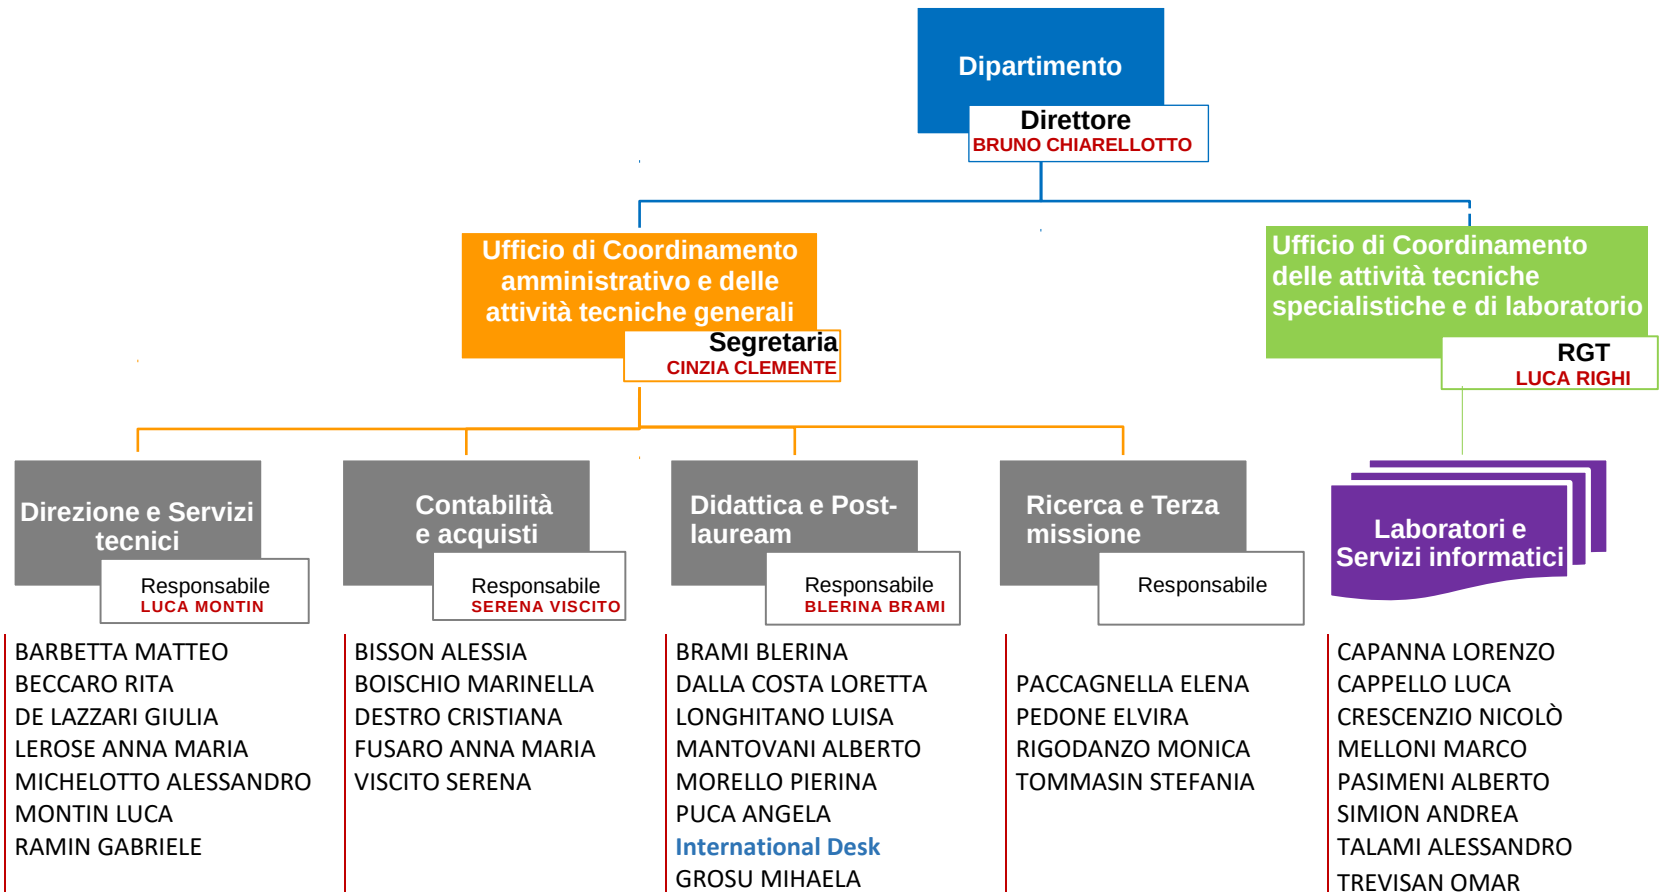 Dipartimento
Direttore
BRUNO CHIARELLOTTO
Ufficio di Coordinamento
amministrativo e delle
attività tecniche generali
Segretaria
CINZIA CLEMENTE
Ufficio di Coordinamento
delle attività tecniche
specialistiche e di laboratorio
RGT
LUCA RIGHI
Direzione e Servizi
tecnici
Responsabile
LUCA MONTIN
BARBETTA MATTEO
BECCARO RITA
DE LAZZARI GIULIA
LEROSE ANNA MARIA
MICHELOTTO ALESSANDRO
MONTIN LUCA
RAMIN GABRIELE
Contabilità
e acquisti
Responsabile
SERENA VISCITO
BISSON ALESSIA
BOISCHIO MARINELLA
DESTRO CRISTIANA
FUSARO ANNA MARIA
VISCITO SERENA
Didattica e Post-
lauream
Responsabile
BLERINA BRAMI
BRAMI BLERINA
DALLA COSTA LORETTA
LONGHITANO LUISA
MANTOVANI ALBERTO
MORELLO PIERINA
PUCA ANGELA
International Desk
GROSU MIHAELA
Ricerca e Terza
missione
Responsabile
PACCAGNELLA ELENA
PEDONE ELVIRA
RIGODANZO MONICA
TOMMASIN STEFANIA
Laboratori e
Servizi informatici
CAPANNA LORENZO
CAPPELLO LUCA
CRESCENZIO NICOLÒ
MELLONI MARCO
PASIMENI ALBERTO
SIMION ANDREA
TALAMI ALESSANDRO
TREVISAN OMAR